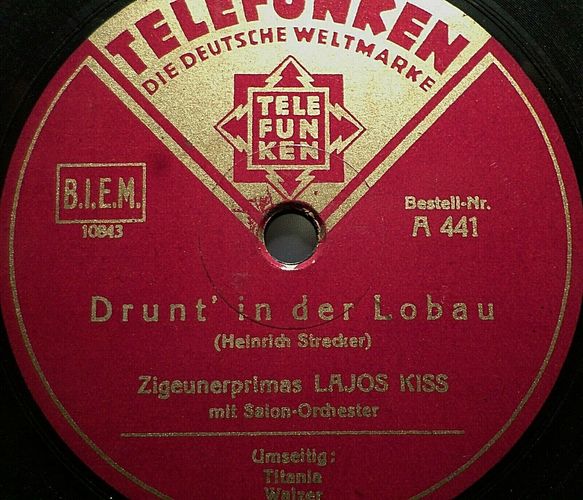 TELEFUNKEN
DIE DEUTSCHE WELTMARKE
TELE
FUN
KEN
B.I.E.M.
10843
Bestell-Nr.
A 441
Drunt' in der Lobau
(Heinrich Strecker)
Zigeunerprimas LAJOS KISS
mit Salon-Orchester
Umseitig:
Titania
Walzer